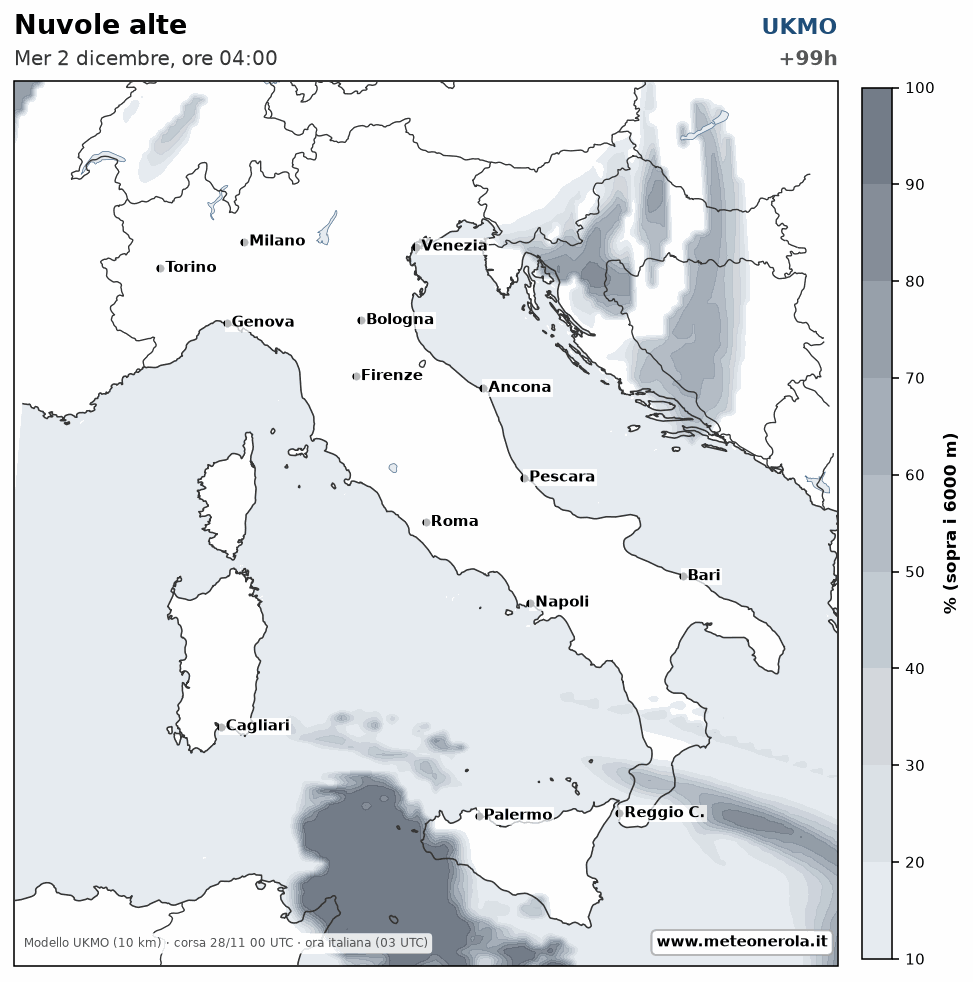 Nuvole alte
UKMO
Mer 2 dicembre, ore 04:00
+99h
Milano
Venezia
Torino
Genova
Bologna
Firenze
Ancona
Pescara
Roma
Bari
Napoli
Cagliari
Palermo
Reggio C.
Modello UKMO (10 km) · corsa 28/11 00 UTC · ora italiana (03 UTC)
www.meteonerola.it
100
90
80
70
60
50
40
30
20
10
% (sopra i 6000 m)